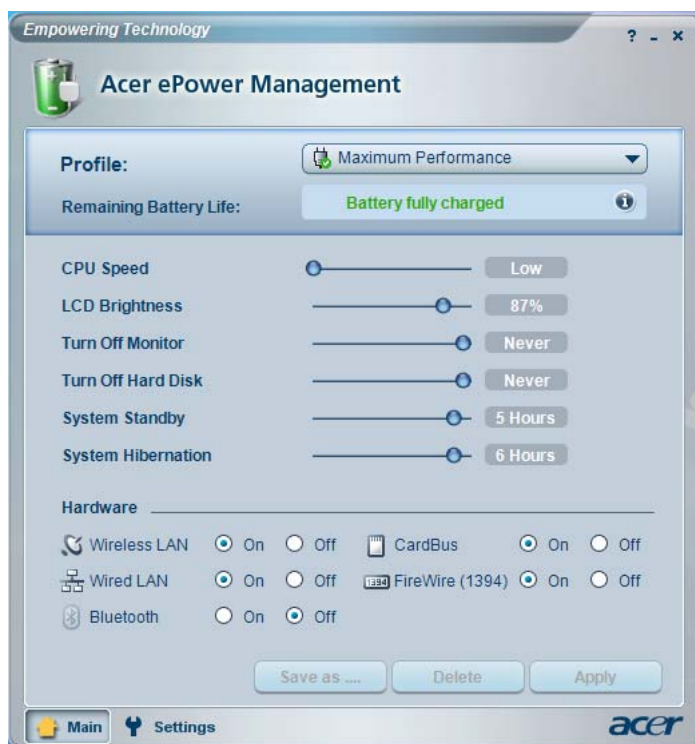 Empowering Technology
? - x
Acer ePower Management
Profile: Maximum Performance
Remaining Battery Life: Battery fully charged
CPU Speed Low
LCD Brightness 87%
Turn Off Monitor Never
Turn Off Hard Disk Never
System Standby 5 Hours
System Hibernation 6 Hours
Hardware
Wireless LAN On Off CardBus On Off
Wired LAN On Off 1394 FireWire (1394) On Off
Bluetooth On Off
Save as .... Delete Apply
Main Settings acer